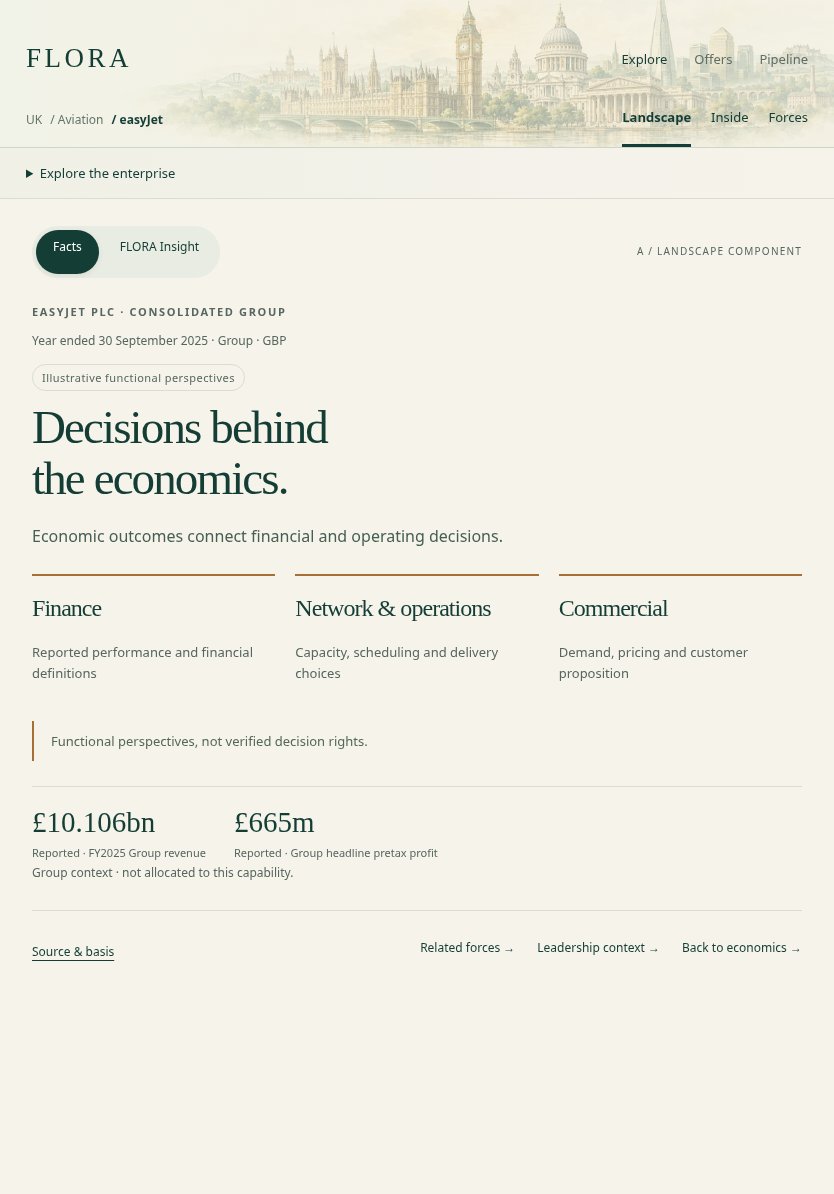 FLORA
Explore Offers Pipeline
UK / Aviation / easyJet
Landscape Inside Forces
▶ Explore the enterprise
Facts FLORA Insight
A / LANDSCAPE COMPONENT
EASYJET PLC · CONSOLIDATED GROUP
Year ended 30 September 2025 · Group · GBP
Illustrative functional perspectives
Decisions behind
the economics.
Economic outcomes connect financial and operating decisions.
Finance
Reported performance and financial
definitions
Network & operations
Capacity, scheduling and delivery
choices
Commercial
Demand, pricing and customer
proposition
Functional perspectives, not verified decision rights.
£10.106bn
Reported · FY2025 Group revenue
£665m
Reported · Group headline pretax profit
Group context · not allocated to this capability.
Source & basis
Related forces → Leadership context → Back to economics →